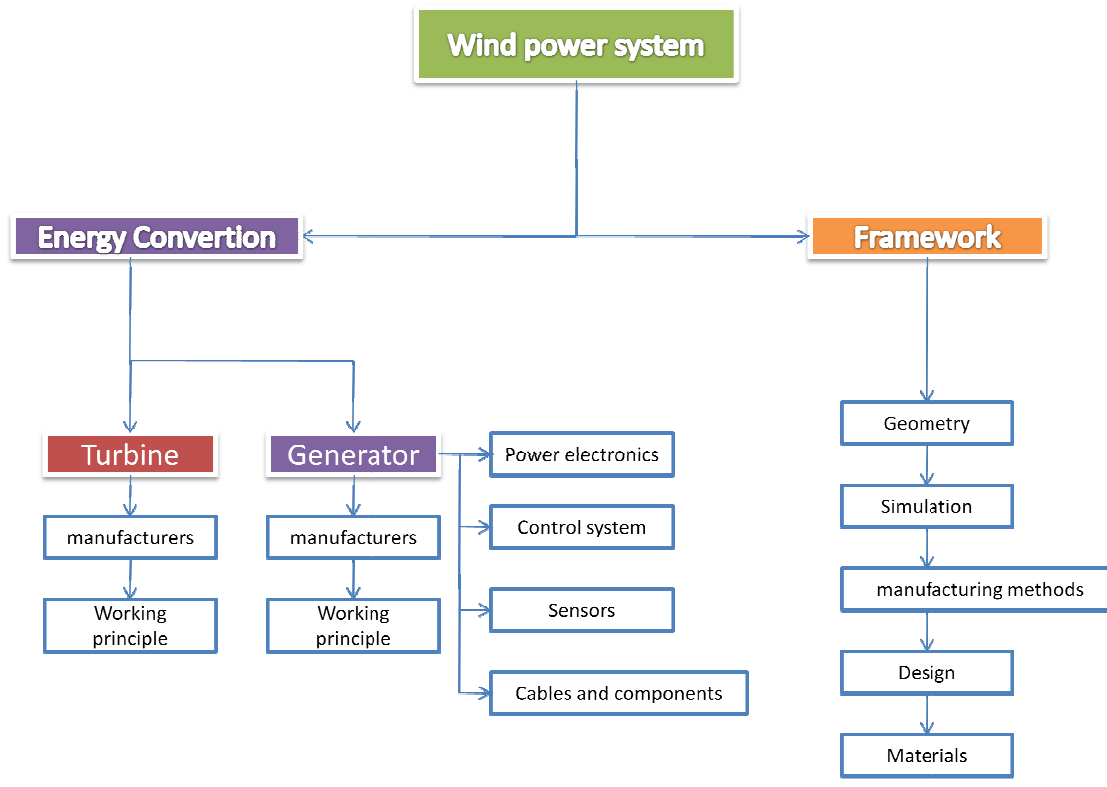 Wind power system
Energy Convertion
Framework
Turbine
manufacturers
Working
principle
Generator
manufacturers
Working
principle
Power electronics
Control system
Sensors
Cables and components
Geometry
Simulation
manufacturing methods
Design
Materials